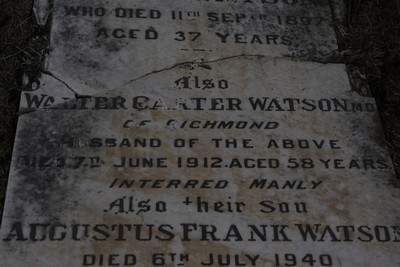 WHO DIED 11TH SEPT 1897
AGED 37 YEARS
Also
WALTER CARTER WATSON M.D.
OF RICHMOND
HUSBAND OF THE ABOVE
DIED 7TH JUNE 1912. AGED 58 YEARS
INTERRED MANLY
Also their Son
AUGUSTUS FRANK WATSON
DIED 6TH JULY 1940